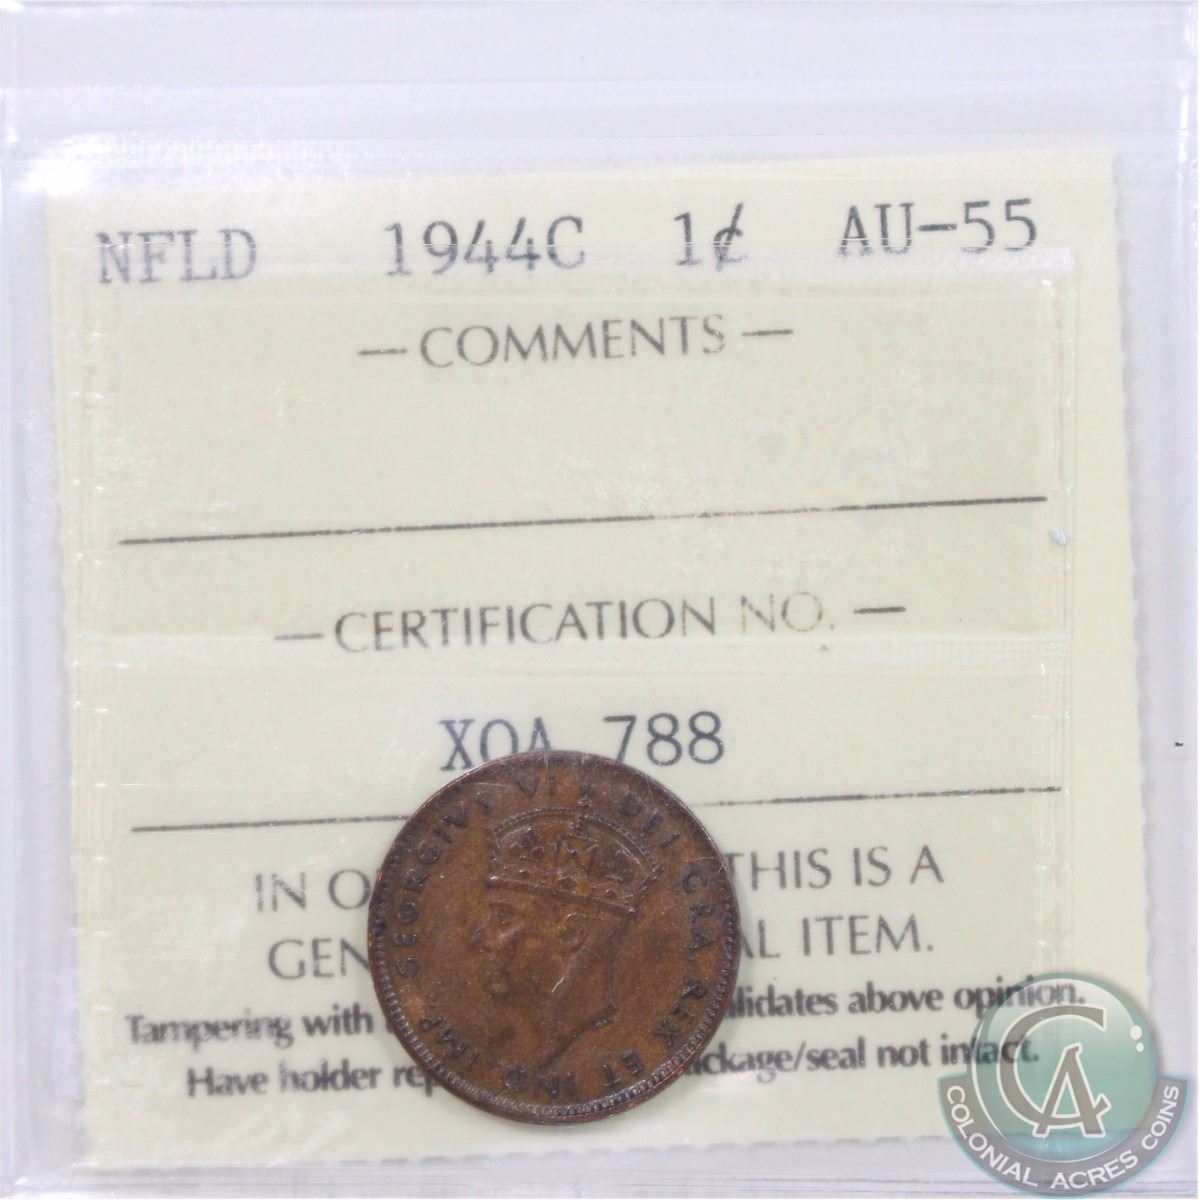 NFLD 1944C 1¢ AU-55
— COMMENTS —
— CERTIFICATION NO. —
XOA 788
IN O THIS IS A
GEN AL ITEM.
Tampering with lidates above opinion.
Have holder rep ackage/seal not intact.
GEORGIVS VI DEI GRA. REX ET IND. IMP.
CA
COLONIAL ACRES COINS